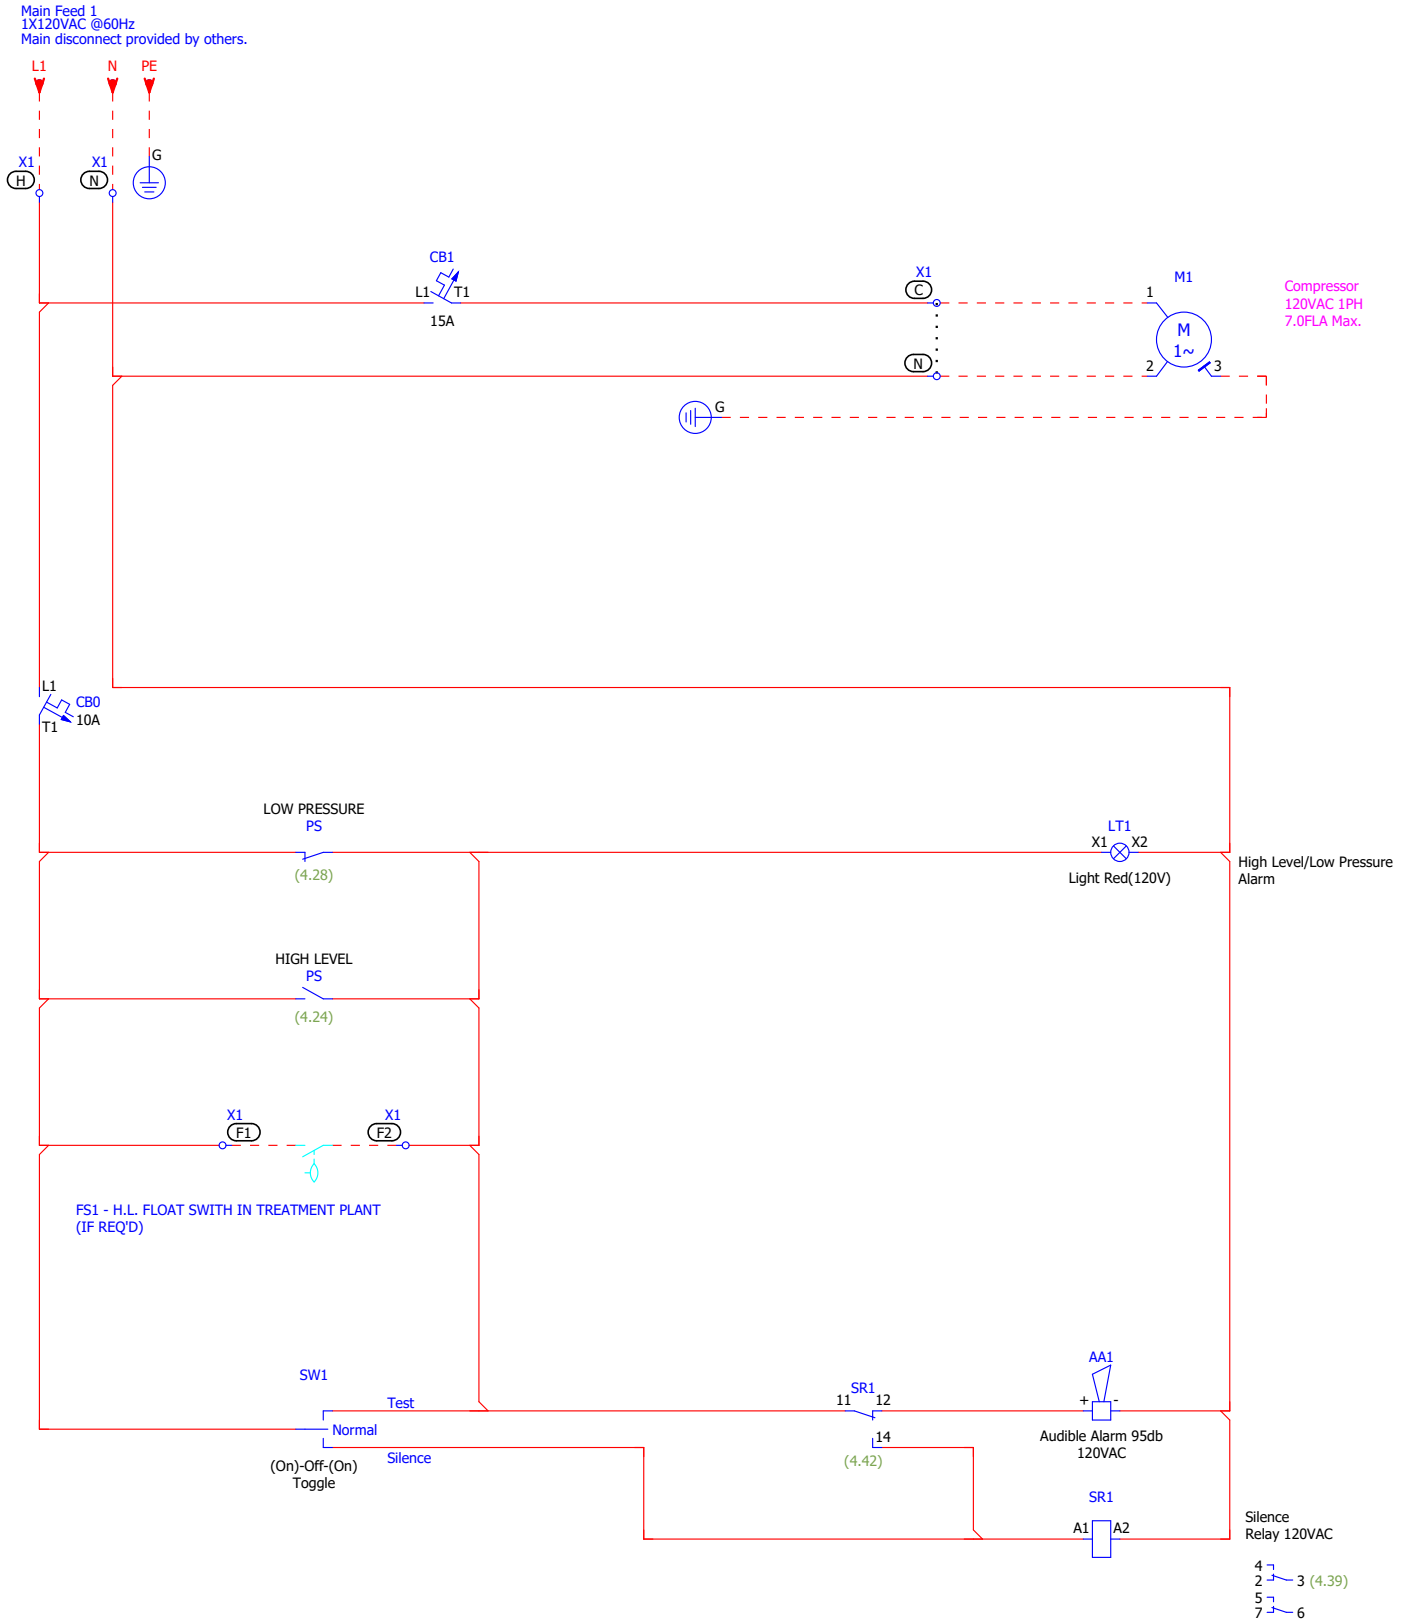 Main Feed 1
1X120VAC @60Hz
Main disconnect provided by others.
L1 N PE
X1 X1 G
H N
CB1
L1 T1
15A
X1
C
N
M1
1
M
1~
2 3
Compressor
120VAC 1PH
7.0FLA Max.
G
L1
CB0
10A
T1
LOW PRESSURE
PS
(4.28)
LT1
X1 X2
Light Red(120V)
High Level/Low Pressure
Alarm
HIGH LEVEL
PS
(4.24)
X1 X1
F1 F2
FS1 - H.L. FLOAT SWITH IN TREATMENT PLANT
(IF REQ'D)
SW1
Test
Normal
Silence
(On)-Off-(On)
Toggle
SR1
11 12
14
(4.42)
AA1
+ -
Audible Alarm 95db
120VAC
SR1
A1 A2
Silence
Relay 120VAC
4
2 3 (4.39)
5
7 6